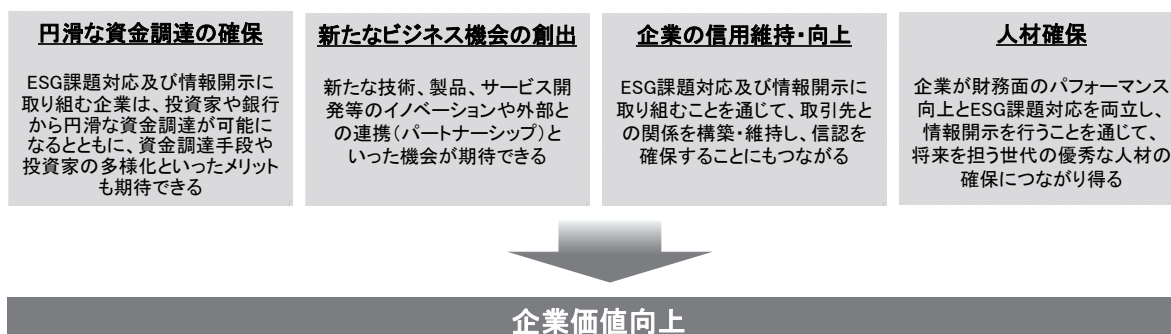 円滑な資金調達の確保
ESG課題対応及び情報開示に
取り組む企業は、投資家や銀行
から円滑な資金調達が可能に
なるとともに、資金調達手段や
投資家の多様化といったメリット
も期待できる
新たなビジネス機会の創出
新たな技術、製品、サービス開
発等のイノベーションや外部と
の連携(パートナーシップ)と
いった機会が期待できる
企業の信用維持・向上
ESG課題対応及び情報開示に
取り組むことを通じて、取引先と
の関係を構築・維持し、信認を
確保することにもつながる
人材確保
企業が財務面のパフォーマンス
向上とESG課題対応を両立し、
情報開示を行うことを通じて、
将来を担う世代の優秀な人材の
確保につながり得る
企業価値向上